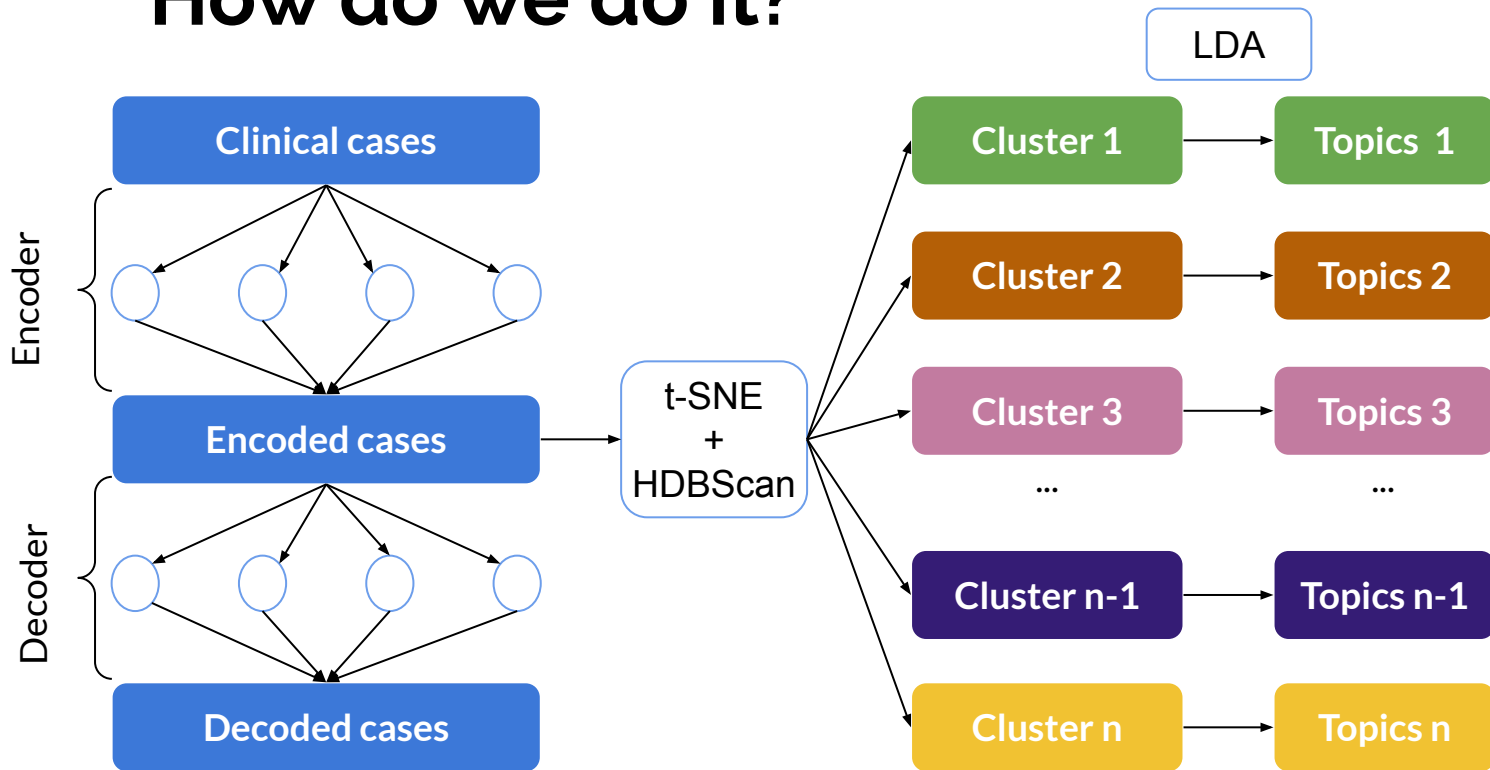 How do we do it?
LDA
Clinical cases
Encoder
Encoded cases
Decoder
Decoded cases
t-SNE
+
HDBScan
Cluster 1
Topics 1
Cluster 2
Topics 2
Cluster 3
Topics 3
...
...
Cluster n-1
Topics n-1
Cluster n
Topics n